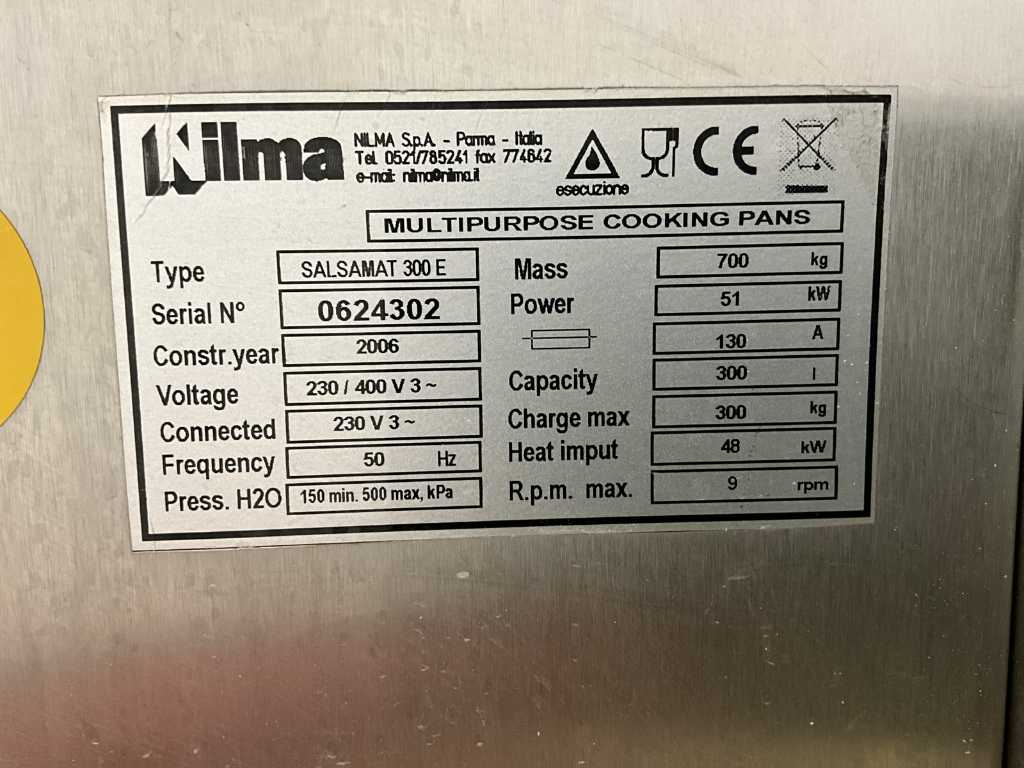 Nilma
NILMA S.p.A. - Parma - Italia
Tel. 0521/785241 fax 774642
e-mail: nilma@nilma.it
esecuzione
CE
MULTIPURPOSE COOKING PANS
Type SALSAMAT 300 E
Serial N° 0624302
Constr.year 2006
Voltage 230 / 400 V 3 ~
Connected 230 V 3 ~
Frequency 50 Hz
Press. H2O 150 min. 500 max, kPa
Mass 700 kg
Power 51 kW
130 A
Capacity 300 l
Charge max 300 kg
Heat imput 48 kW
R.p.m. max. 9 rpm